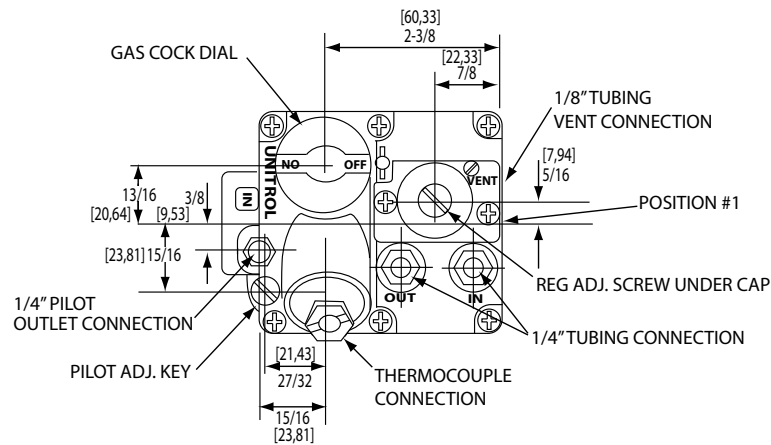 [60,33]
2-3/8
GAS COCK DIAL
[22,33]
7/8
1/8" TUBING
VENT CONNECTION
[7,94]
5/16
UNITROL
NO
OFF
VENT
13/16
[20,64]
3/8
[9,53]
IN
POSITION #1
[23,81] 15/16
REG ADJ. SCREW UNDER CAP
OUT
IN
1/4" PILOT
OUTLET CONNECTION
1/4" TUBING CONNECTION
PILOT ADJ. KEY
[21,43]
27/32
THERMOCOUPLE
CONNECTION
15/16
[23,81]